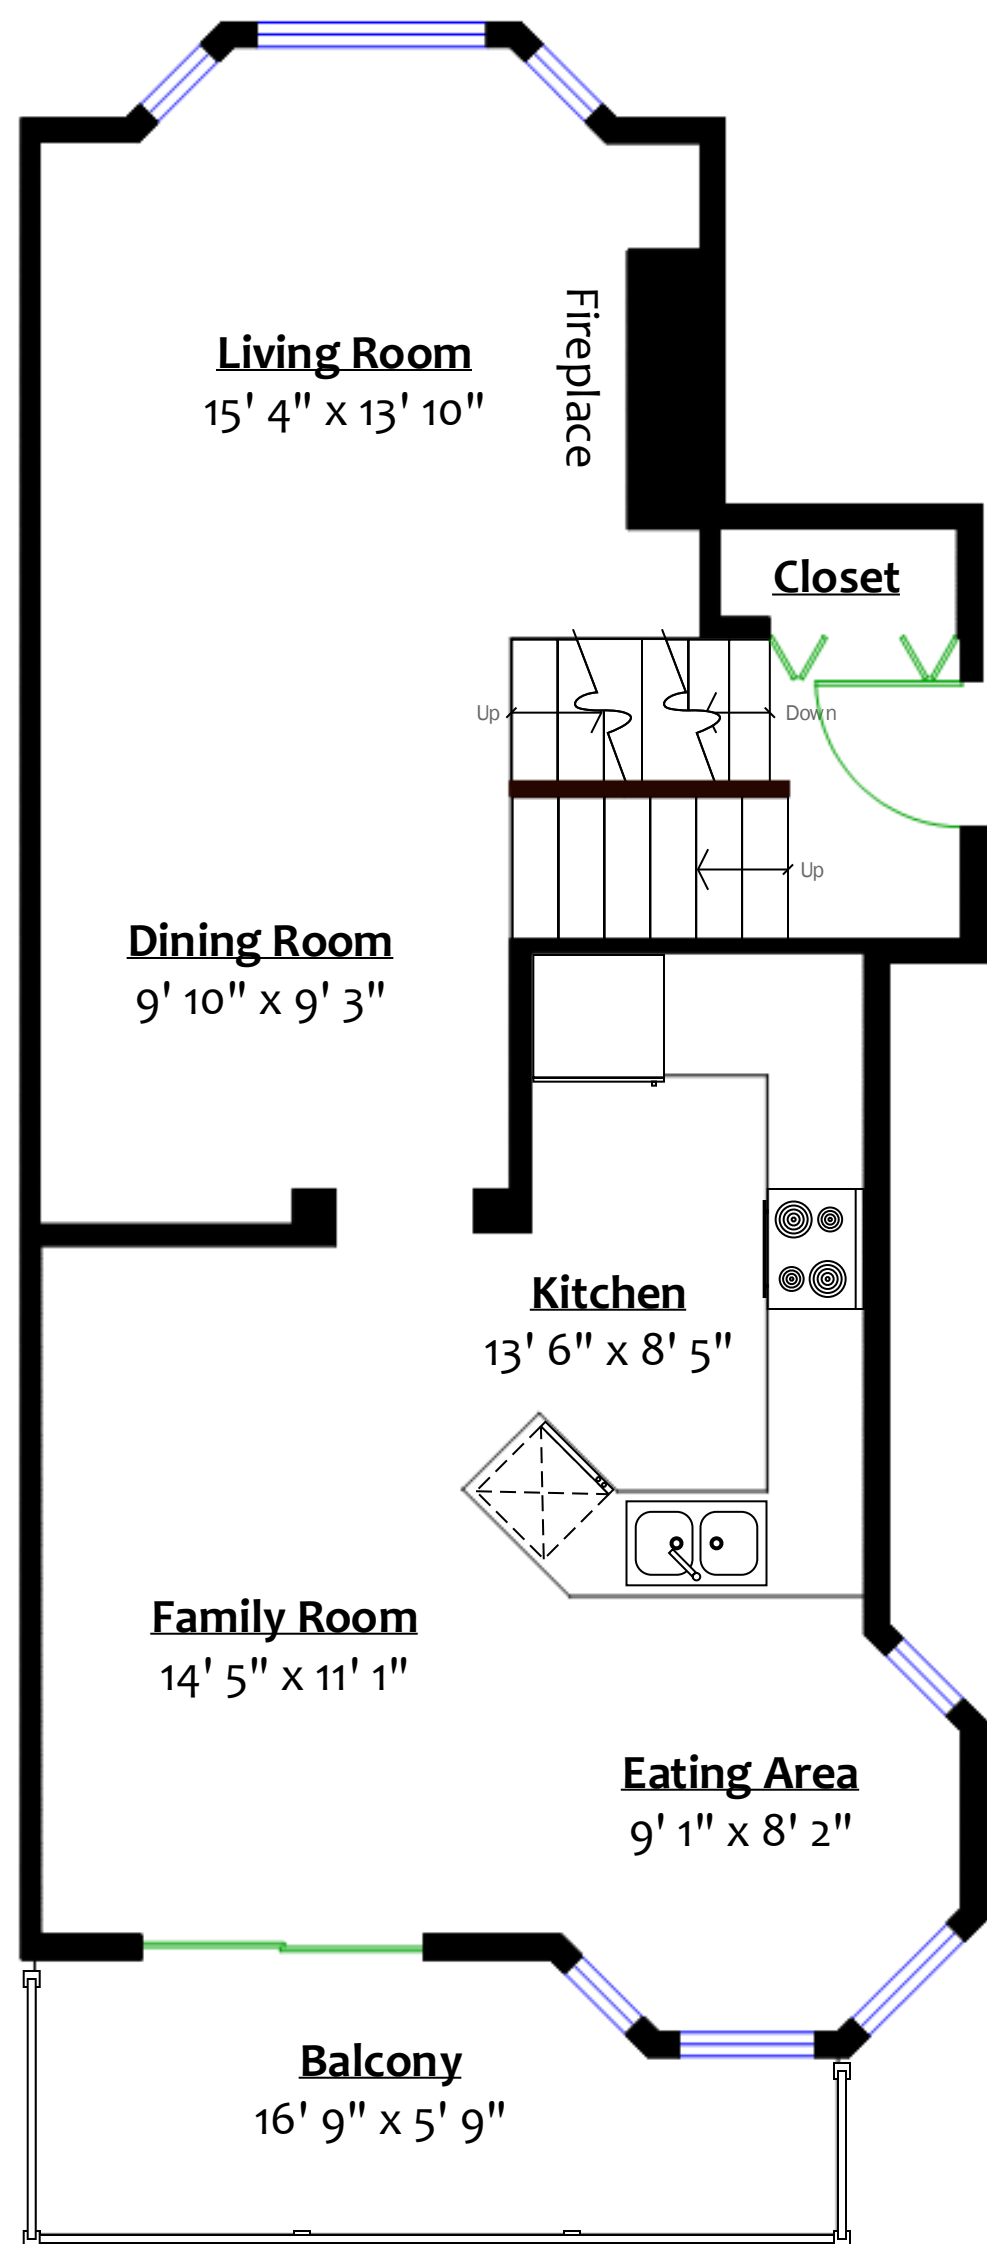 Living Room
15' 4" x 13' 10"
Fireplace
Closet
Up
Down
Up
Dining Room
9' 10" x 9' 3"
Kitchen
13' 6" x 8' 5"
Family Room
14' 5" x 11' 1"
Eating Area
9' 1" x 8' 2"
Balcony
16' 9" x 5' 9"